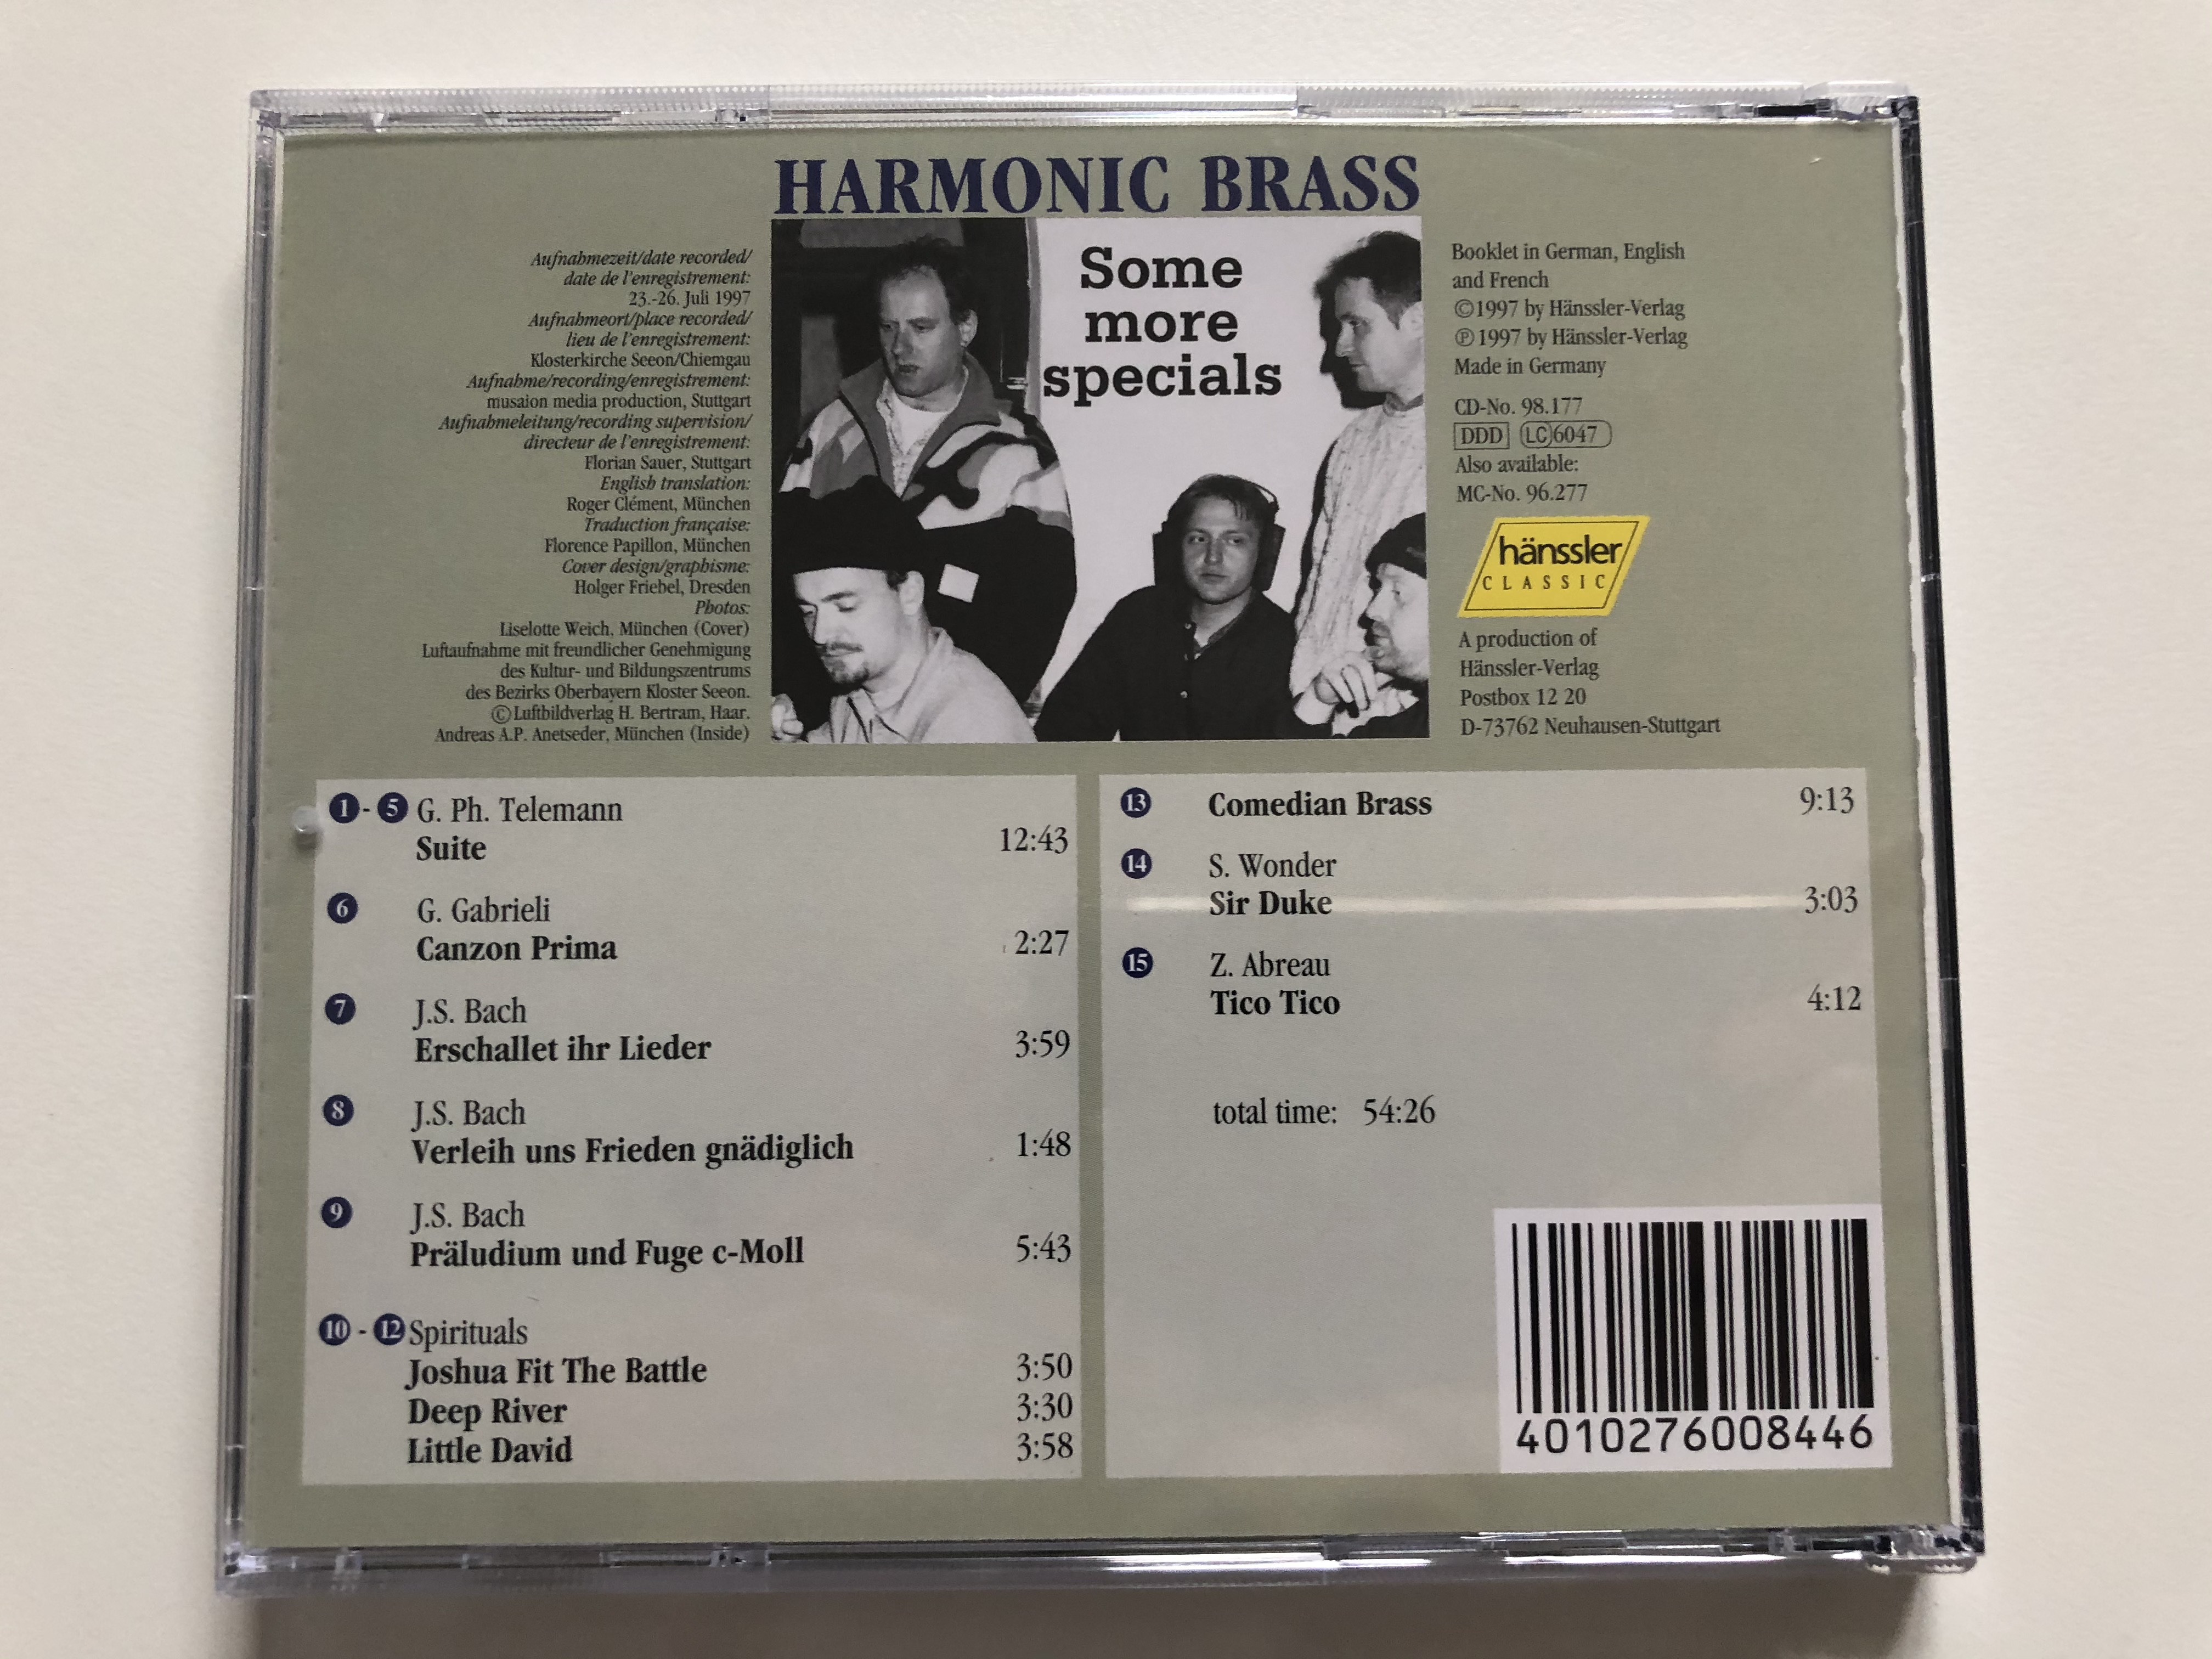 HARMONIC BRASS
Some
more
specials
Aufnahmezeit/date recorded/
date de l'enregistrement:
23.-26. Juli 1997
Aufnahmeort/place recorded/
lieu de l'enregistrement:
Klosterkirche Seeon/Chiemgau
Aufnahme/recording/enregistrement:
musaion media production, Stuttgart
Aufnahmeleitung/recording supervision/
directeur de l'enregistrement:
Florian Sauer, Stuttgart
English translation:
Roger Clément, München
Traduction française:
Florence Papillon, München
Cover design/graphisme:
Holger Friebel, Dresden
Photos:
Liselotte Weich, München (Cover)
Luftaufnahme mit freundlicher Genehmigung
des Kultur- und Bildungszentrums
des Bezirks Oberbayern Kloster Seeon.
©Luftbildverlag H. Bertram, Haar.
Andreas A.P. Anetseder, München (Inside)
Booklet in German, English
and French
©1997 by Hänssler-Verlag
℗1997 by Hänssler-Verlag
Made in Germany
CD-No. 98.177
DDD LC 6047
Also available:
MC-No. 96.277
hänssler
CLASSIC
A production of
Hänssler-Verlag
Postbox 12 20
D-73762 Neuhausen-Stuttgart
1 - 5 G. Ph. Telemann
Suite 12:43
6 G. Gabrieli
Canzon Prima 2:27
7 J.S. Bach
Erschallet ihr Lieder 3:59
8 J.S. Bach
Verleih uns Frieden gnädiglich 1:48
9 J.S. Bach
Präludium und Fuge c-Moll 5:43
10 - 12 Spirituals
Joshua Fit The Battle 3:50
Deep River 3:30
Little David 3:58
13 Comedian Brass 9:13
14 S. Wonder
Sir Duke 3:03
15 Z. Abreau
Tico Tico 4:12
total time: 54:26
4010276008446